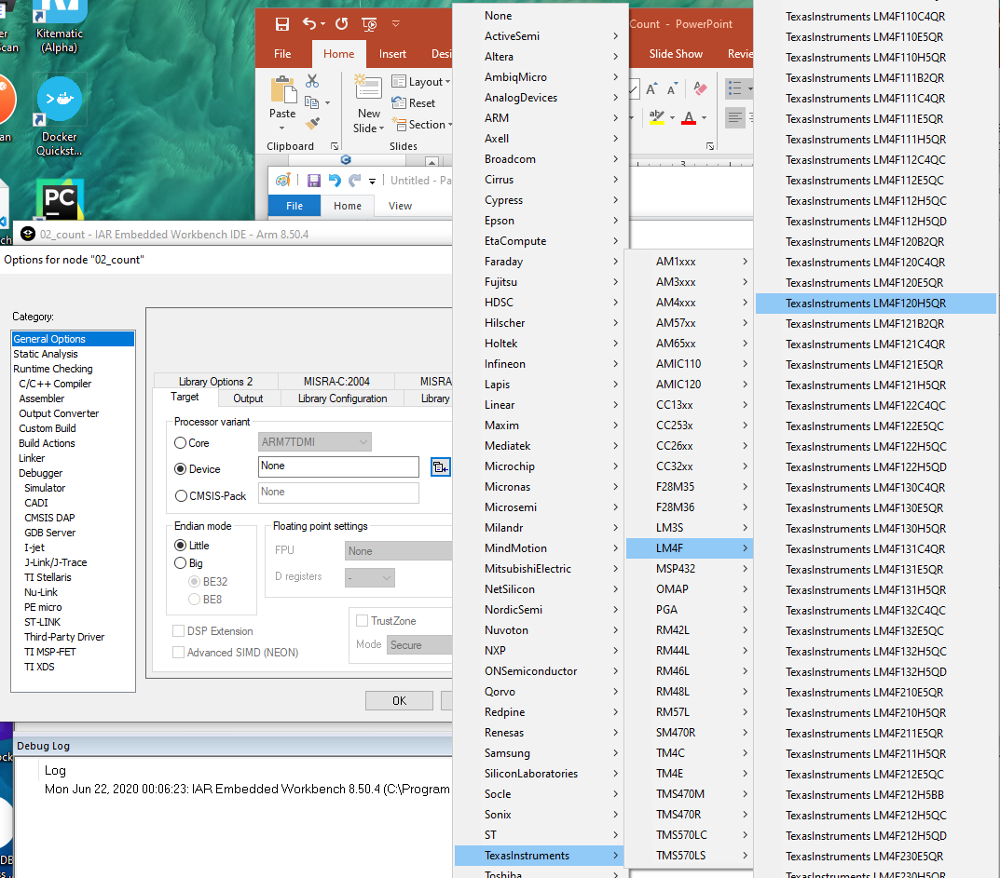 er
Scan
Kitematic
(Alpha)
an
Docker
Quickst...
PC
ch
File
Home
Insert
Desi
Count - PowerPoint
Slide Show
Revie
Paste
Clipboard
New
Slide
Layout
Reset
Section
Slides
3
Untitled - Pa
File
Home
View
02_count - IAR Embedded Workbench IDE - Arm 8.50.4
Options for node "02_count"
Category:
General Options
Static Analysis
Runtime Checking
C/C++ Compiler
Assembler
Output Converter
Custom Build
Build Actions
Linker
Debugger
Simulator
CADI
CMSIS DAP
GDB Server
I-jet
J-Link/J-Trace
TI Stellaris
Nu-Link
PE micro
ST-LINK
Third-Party Driver
TI MSP-FET
TI XDS
Library Options 2
MISRA-C:2004
MISRA
Target
Output
Library Configuration
Library
Processor variant
Core
ARM7TDMI
Device
None
CMSIS-Pack
None
Endian mode
Little
Big
BE32
BE8
Floating point settings
FPU
None
D registers
-
DSP Extension
Advanced SIMD (NEON)
TrustZone
Mode
Secure
OK
Debug Log
Log
Mon Jun 22, 2020 00:06:23: IAR Embedded Workbench 8.50.4 (C:\Program
ock
DB
None
ActiveSemi
Altera
AmbiqMicro
AnalogDevices
ARM
Axell
Broadcom
Cirrus
Cypress
Epson
EtaCompute
Faraday
Fujitsu
HDSC
Hilscher
Holtek
Infineon
Lapis
Linear
Maxim
Mediatek
Microchip
Micronas
Microsemi
Milandr
MindMotion
MitsubishiElectric
NetSilicon
NordicSemi
Nuvoton
NXP
ONSemiconductor
Qorvo
Redpine
Renesas
Samsung
SiliconLaboratories
Socle
Sonix
ST
TexasInstruments
Toshiba
AM1xxx
AM3xxx
AM4xxx
AM57xx
AM65xx
AMIC110
AMIC120
CC13xx
CC253x
CC26xx
CC32xx
F28M35
F28M36
LM3S
LM4F
MSP432
OMAP
PGA
RM42L
RM44L
RM46L
RM48L
RM57L
SM470R
TM4C
TM4E
TMS470M
TMS470R
TMS570LC
TMS570LS
TexasInstruments LM4F110C4QR
TexasInstruments LM4F110E5QR
TexasInstruments LM4F110H5QR
TexasInstruments LM4F111B2QR
TexasInstruments LM4F111C4QR
TexasInstruments LM4F111E5QR
TexasInstruments LM4F111H5QR
TexasInstruments LM4F112C4QC
TexasInstruments LM4F112E5QC
TexasInstruments LM4F112H5QC
TexasInstruments LM4F112H5QD
TexasInstruments LM4F120B2QR
TexasInstruments LM4F120C4QR
TexasInstruments LM4F120E5QR
TexasInstruments LM4F120H5QR
TexasInstruments LM4F121B2QR
TexasInstruments LM4F121C4QR
TexasInstruments LM4F121E5QR
TexasInstruments LM4F121H5QR
TexasInstruments LM4F122C4QC
TexasInstruments LM4F122E5QC
TexasInstruments LM4F122H5QC
TexasInstruments LM4F122H5QD
TexasInstruments LM4F130C4QR
TexasInstruments LM4F130E5QR
TexasInstruments LM4F130H5QR
TexasInstruments LM4F131C4QR
TexasInstruments LM4F131E5QR
TexasInstruments LM4F131H5QR
TexasInstruments LM4F132C4QC
TexasInstruments LM4F132E5QC
TexasInstruments LM4F132H5QC
TexasInstruments LM4F132H5QD
TexasInstruments LM4F210E5QR
TexasInstruments LM4F210H5QR
TexasInstruments LM4F211E5QR
TexasInstruments LM4F211H5QR
TexasInstruments LM4F212E5QC
TexasInstruments LM4F212H5BB
TexasInstruments LM4F212H5QC
TexasInstruments LM4F212H5QD
TexasInstruments LM4F230E5QR
TexasInstruments LM4F230H5QR